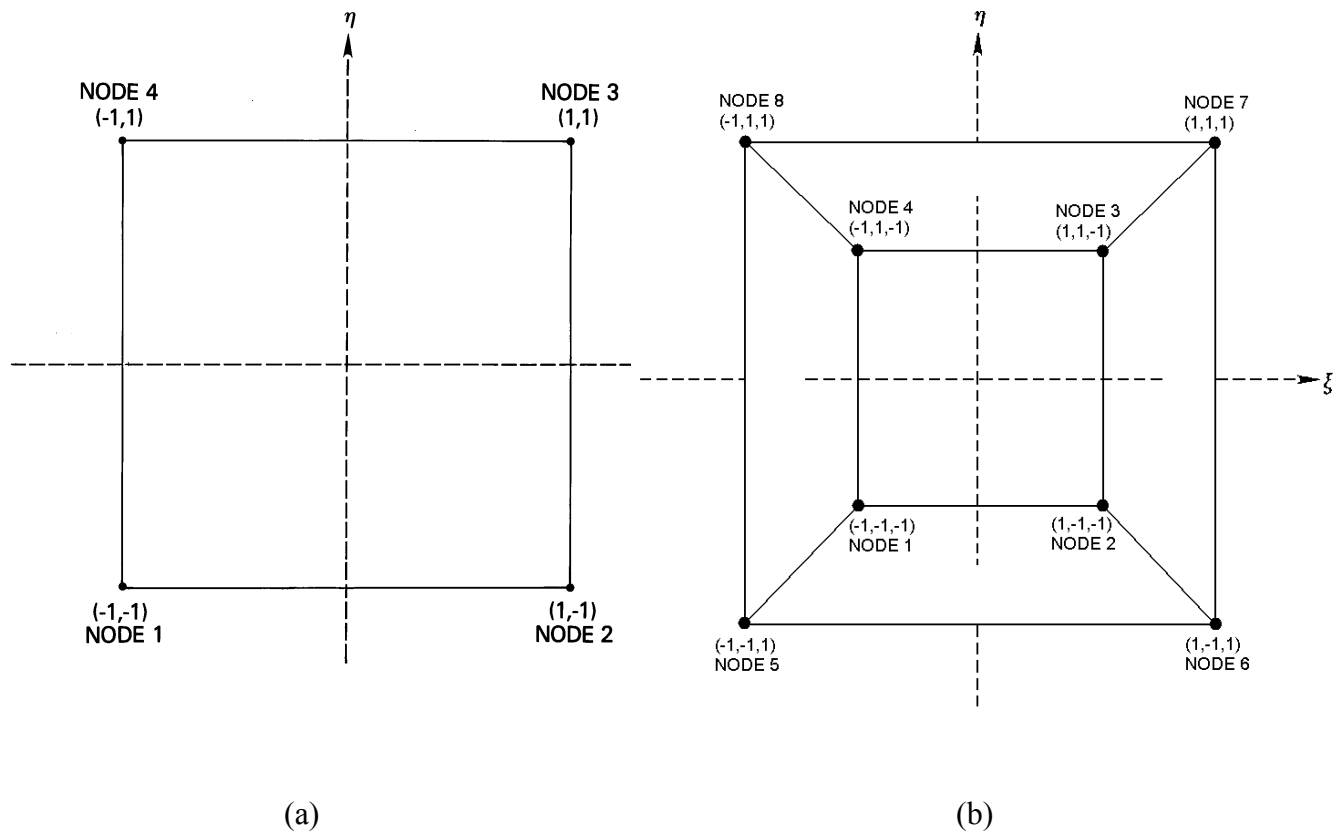 η
NODE 4
(-1,1)
NODE 3
(1,1)
(-1,-1)
NODE 1
(1,-1)
NODE 2
(a)
η
NODE 8
(-1,1,1)
NODE 7
(1,1,1)
NODE 4
(-1,1,-1)
NODE 3
(1,1,-1)
ξ
(-1,-1,-1)
NODE 1
(1,-1,-1)
NODE 2
(-1,-1,1)
NODE 5
(1,-1,1)
NODE 6
(b)